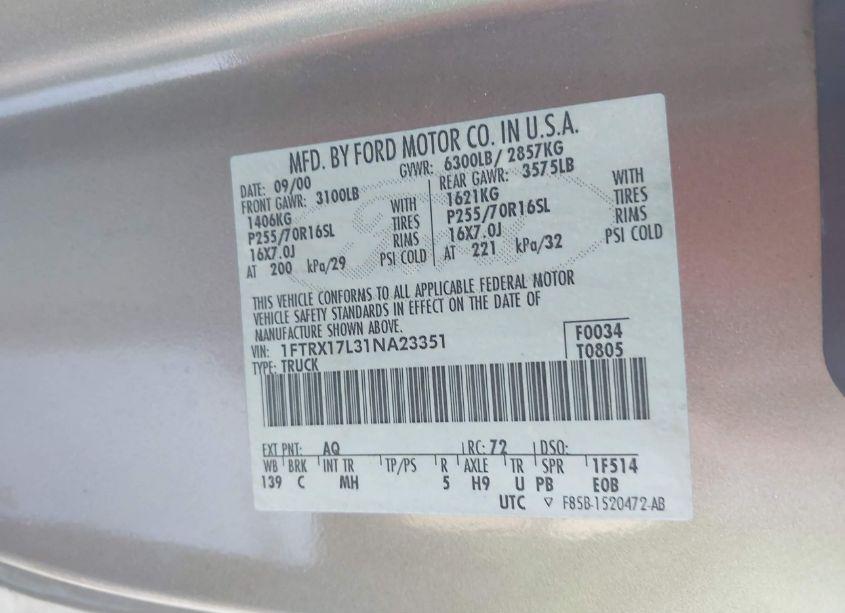 MFD. BY FORD MOTOR CO. IN U.S.A.
DATE: 09/00 GVWR: 6300LB/ 2857KG
FRONT GAWR: 3100LB REAR GAWR: 3575LB
1406KG WITH 1621KG WITH
P255/70R16SL TIRES P255/70R16SL TIRES
16X7.0J RIMS 16X7.0J RIMS
AT 200 kPa/29 PSI COLD AT 221 kPa/32 PSI COLD
THIS VEHICLE CONFORMS TO ALL APPLICABLE FEDERAL MOTOR
VEHICLE SAFETY STANDARDS IN EFFECT ON THE DATE OF
MANUFACTURE SHOWN ABOVE.
VIN: 1FTRX17L31NA23351 F0034
TYPE: TRUCK T0805
EXT PNT: AQ RC: 72 DSO:
WB BRK INT TR TP/PS R AXLE TR SPR 1F514
139 C MH 5 H9 U PB EOB
UTC ▽ F85B-1520472-AB